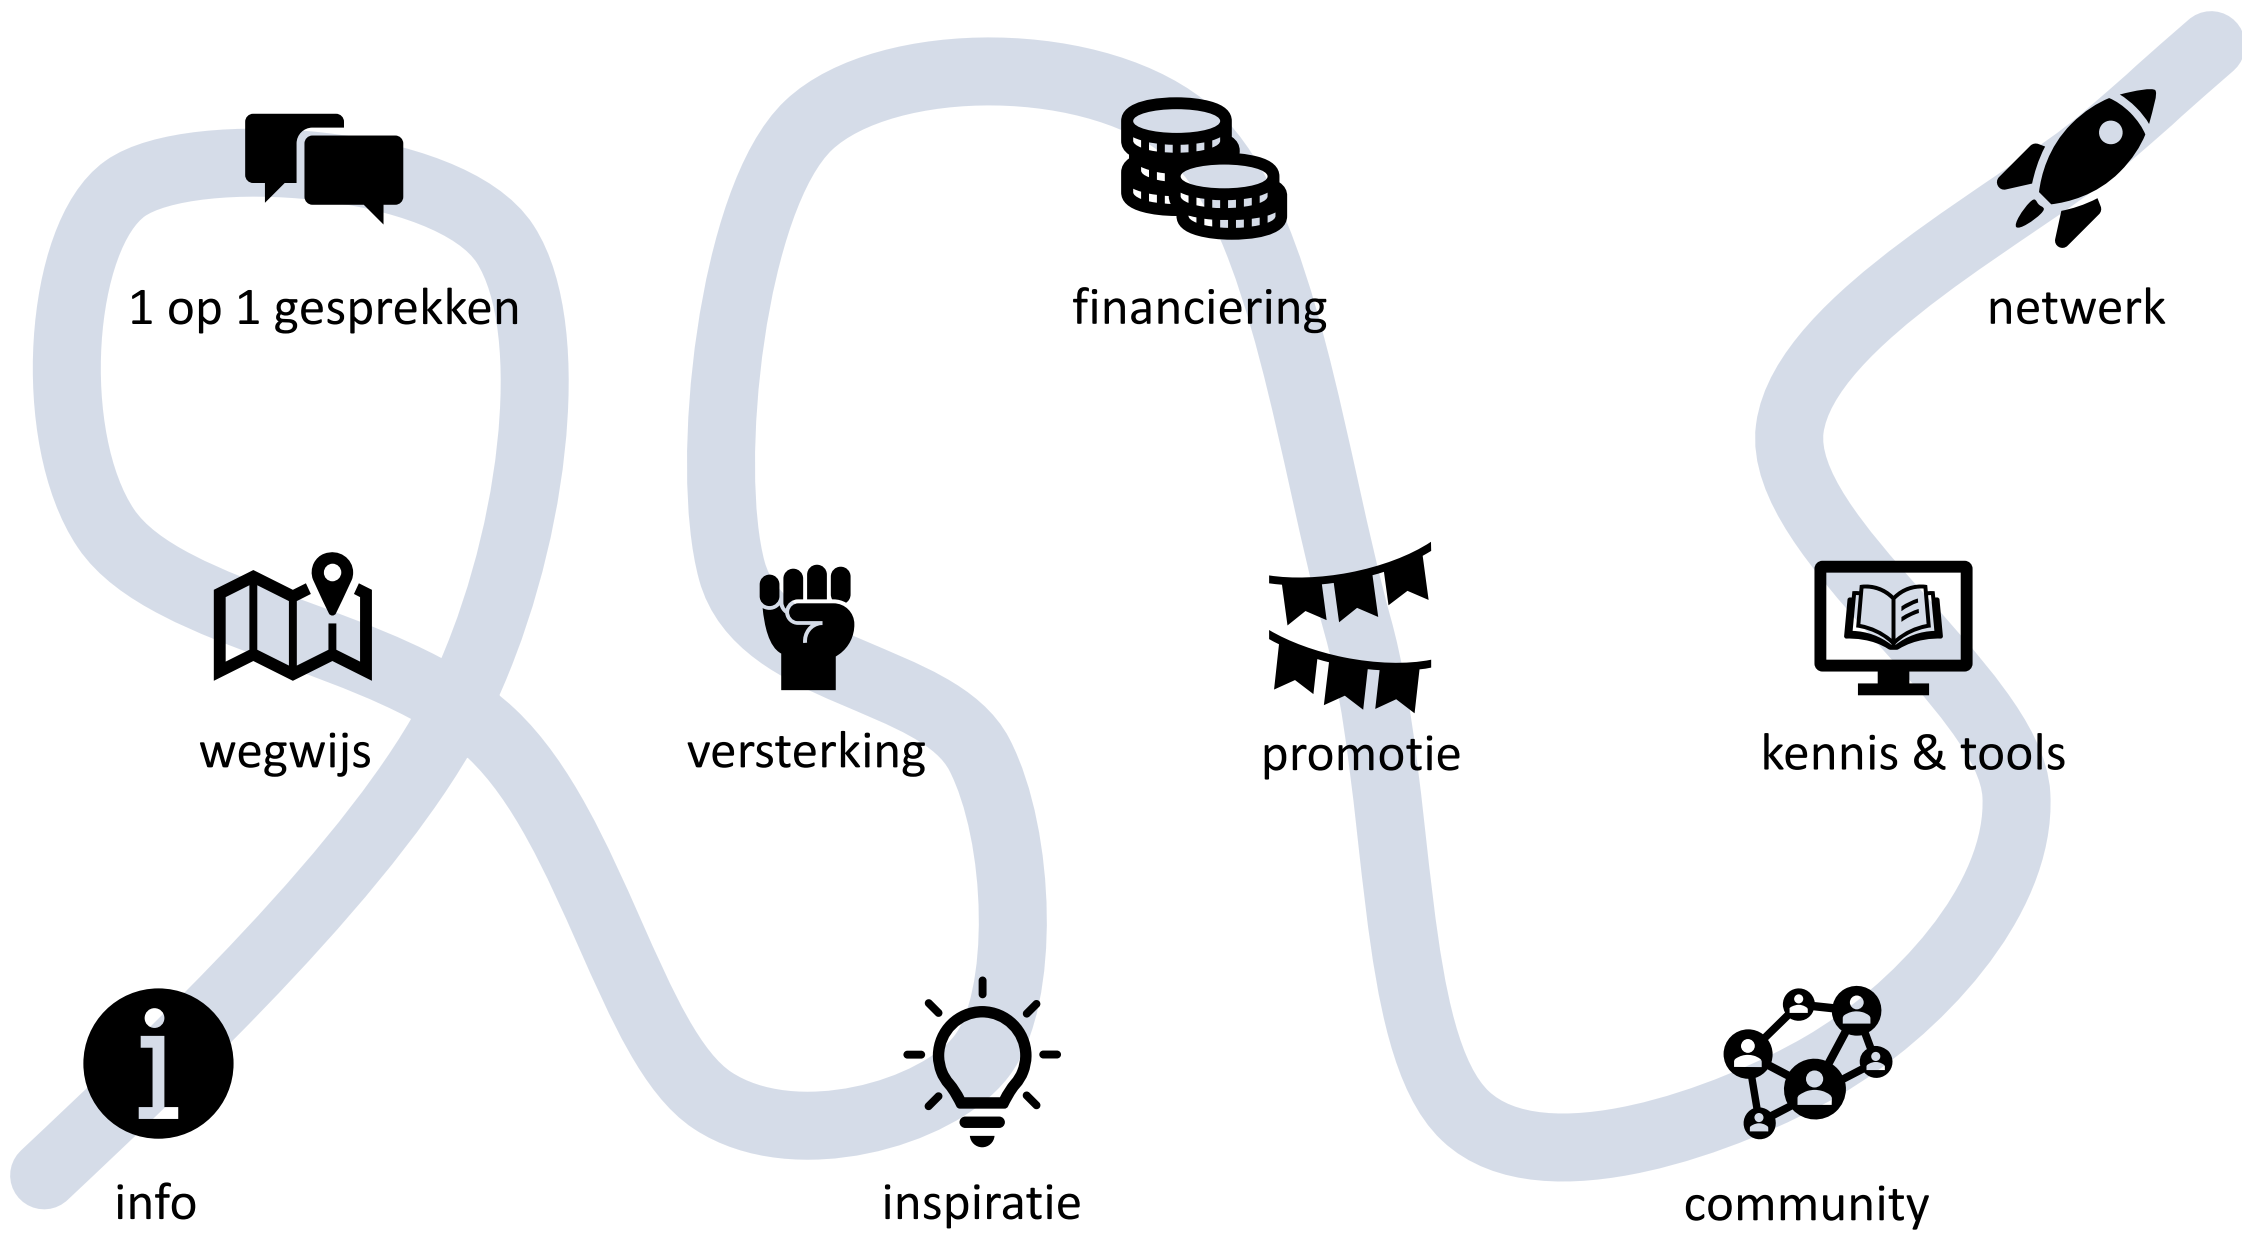 1 op 1 gesprekken
financiering
netwerk
wegwijs
versterking
promotie
kennis & tools
info
inspiratie
community